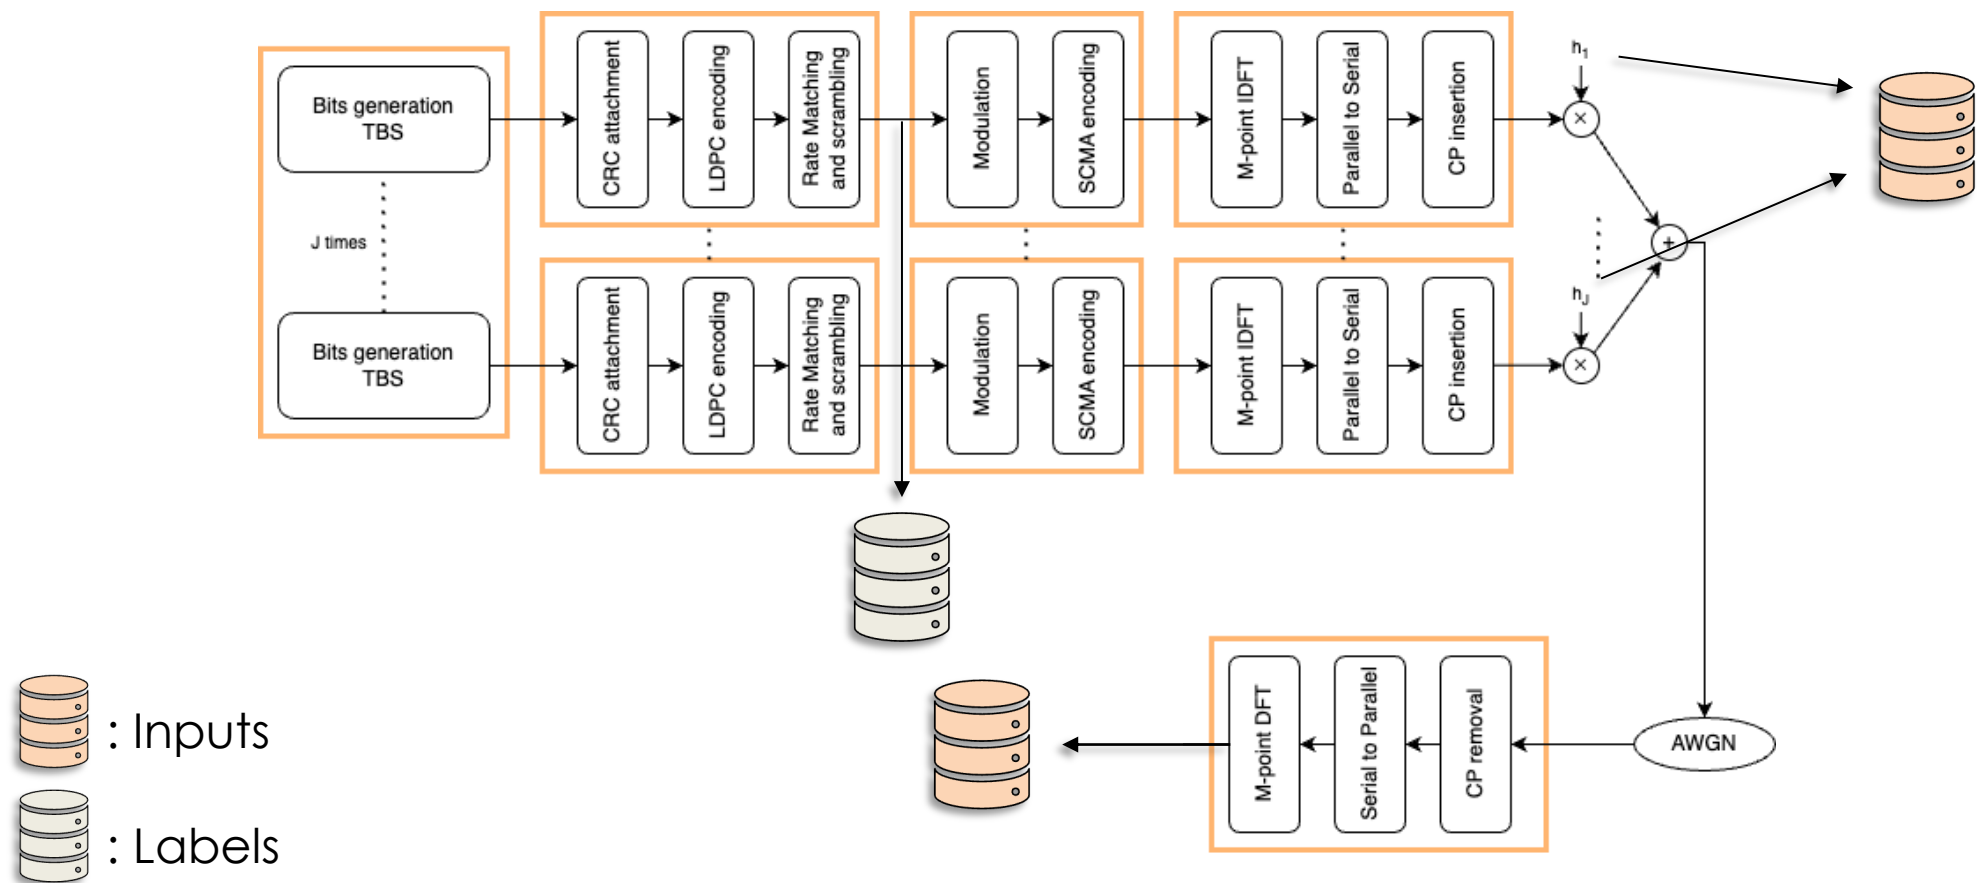 Bits generation
TBS
CRC attachment
LDPC encoding
Rate Matching
and scrambling
Modulation
SCMA encoding
M-point IDFT
Parallel to Serial
CP insertion
h1
×
J times
+
Bits generation
TBS
CRC attachment
LDPC encoding
Rate Matching
and scrambling
Modulation
SCMA encoding
M-point IDFT
Parallel to Serial
CP insertion
hJ
×
M-point DFT
Serial to Parallel
CP removal
AWGN
: Inputs
: Labels